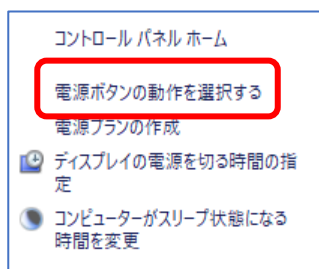 コントロール パネル ホーム
電源ボタンの動作を選択する
電源プランの作成
ディスプレイの電源を切る時間の指
定
コンピューターがスリープ状態になる
時間を変更